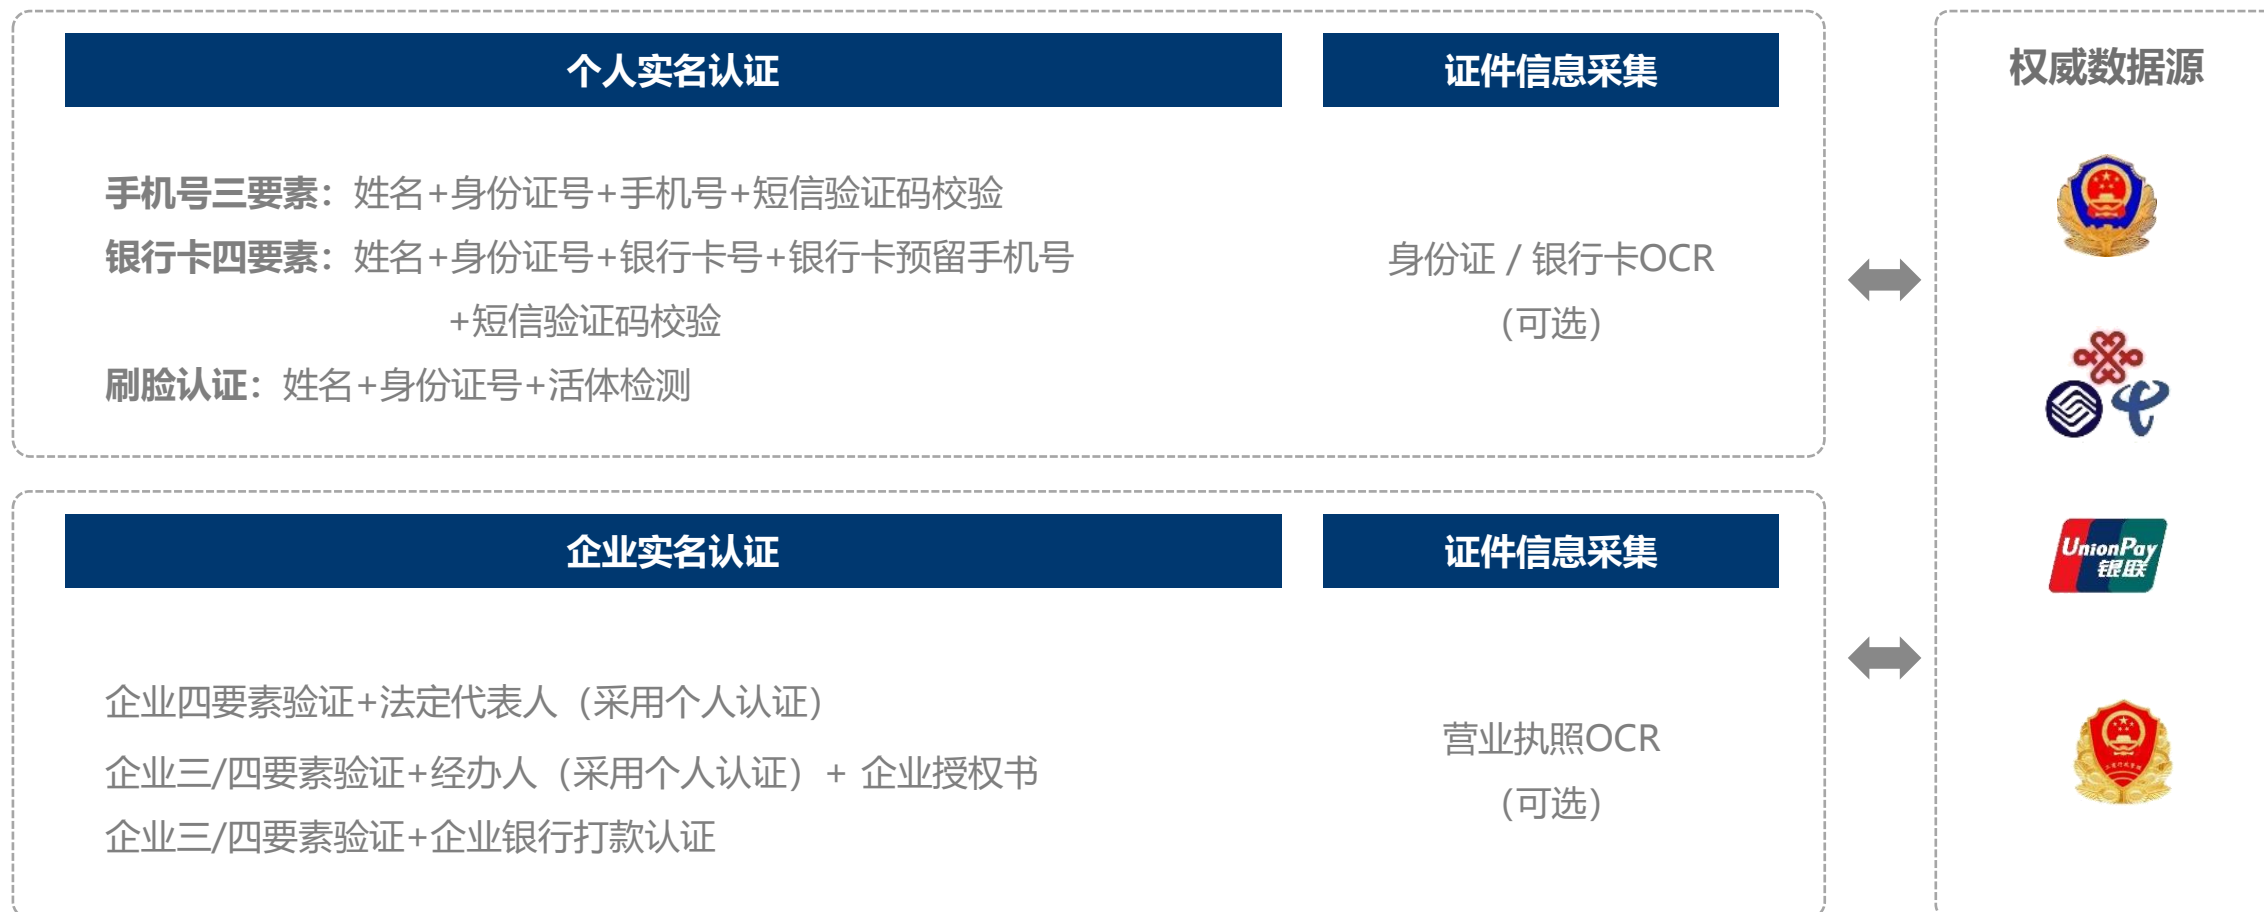 个人实名认证
证件信息采集
权威数据源
手机号三要素：姓名+身份证号+手机号+短信验证码校验
银行卡四要素：姓名+身份证号+银行卡号+银行卡预留手机号
+短信验证码校验
刷脸认证：姓名+身份证号+活体检测
身份证 / 银行卡OCR
（可选）
企业实名认证
证件信息采集
企业四要素验证+法定代表人（采用个人认证）
企业三/四要素验证+经办人（采用个人认证）+ 企业授权书
企业三/四要素验证+企业银行打款认证
营业执照OCR
（可选）
UnionPay
银联